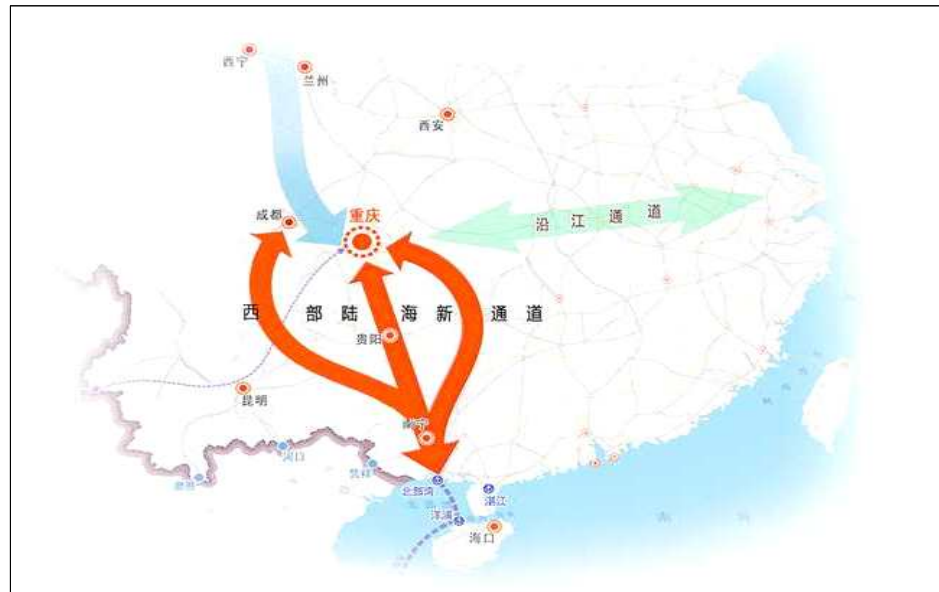 西宁
兰州
西安
成都
重庆
沿江通道
西部陆海新通道
贵阳
昆明
南宁
河口
凭祥
北部湾
湛江
洋浦
海口